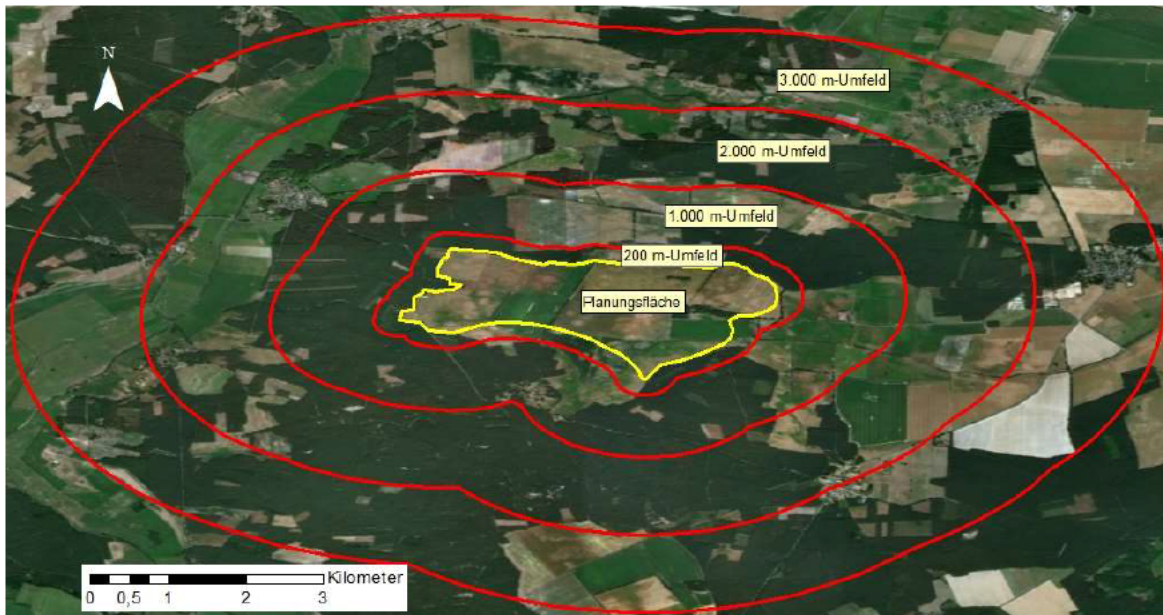 N
3.000 m-Umfeld
2.000 m-Umfeld
1.000 m-Umfeld
200 m-Umfeld
Planungsfläche
Kilometer
0 0,5 1 2 3